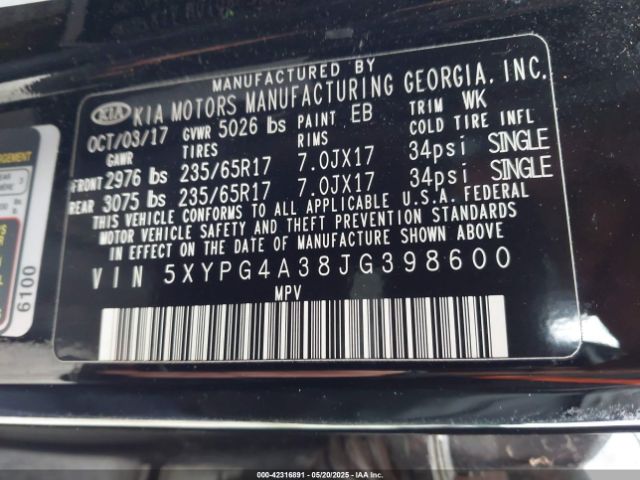 MANUFACTURED BY
KIA KIA MOTORS MANUFACTURING GEORGIA, INC.
OCT/03/17 GVWR 5026 lbs PAINT EB TRIM WK
GAWR TIRES RIMS COLD TIRE INFL
FRONT 2976 lbs 235/65R17 7.0JX17 34psi SINGLE
REAR 3075 lbs 235/65R17 7.0JX17 34psi SINGLE
THIS VEHICLE CONFORMS TO ALL APPLICABLE U.S.A. FEDERAL
MOTOR VEHICLE SAFETY AND THEFT PREVENTION STANDARDS
IN EFFECT ON THE DATE OF MANUFACTURE SHOWN ABOVE
VIN 5XYPG4A38JG398600
MPV
6100
000-42316891 - 05/20/2025 - IAA Inc.